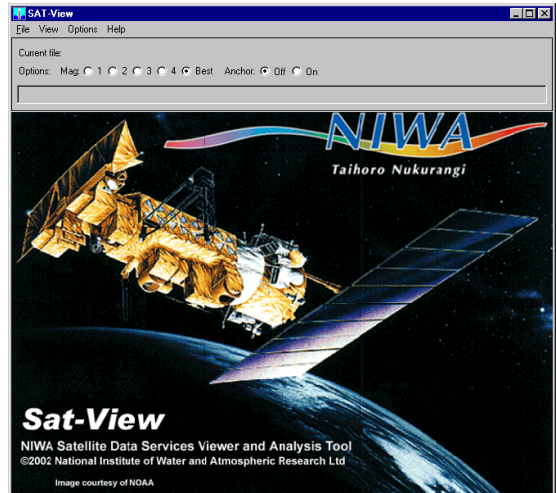 SAT-View
File View Options Help
Current file:
Options: Mag: 1 2 3 4 Best Anchor: Off On
NIWA
Taihoro Nukurangi
Sat-View
NIWA Satellite Data Services Viewer and Analysis Tool
©2002 National Institute of Water and Atmospheric Research Ltd
Image courtesy of NOAA